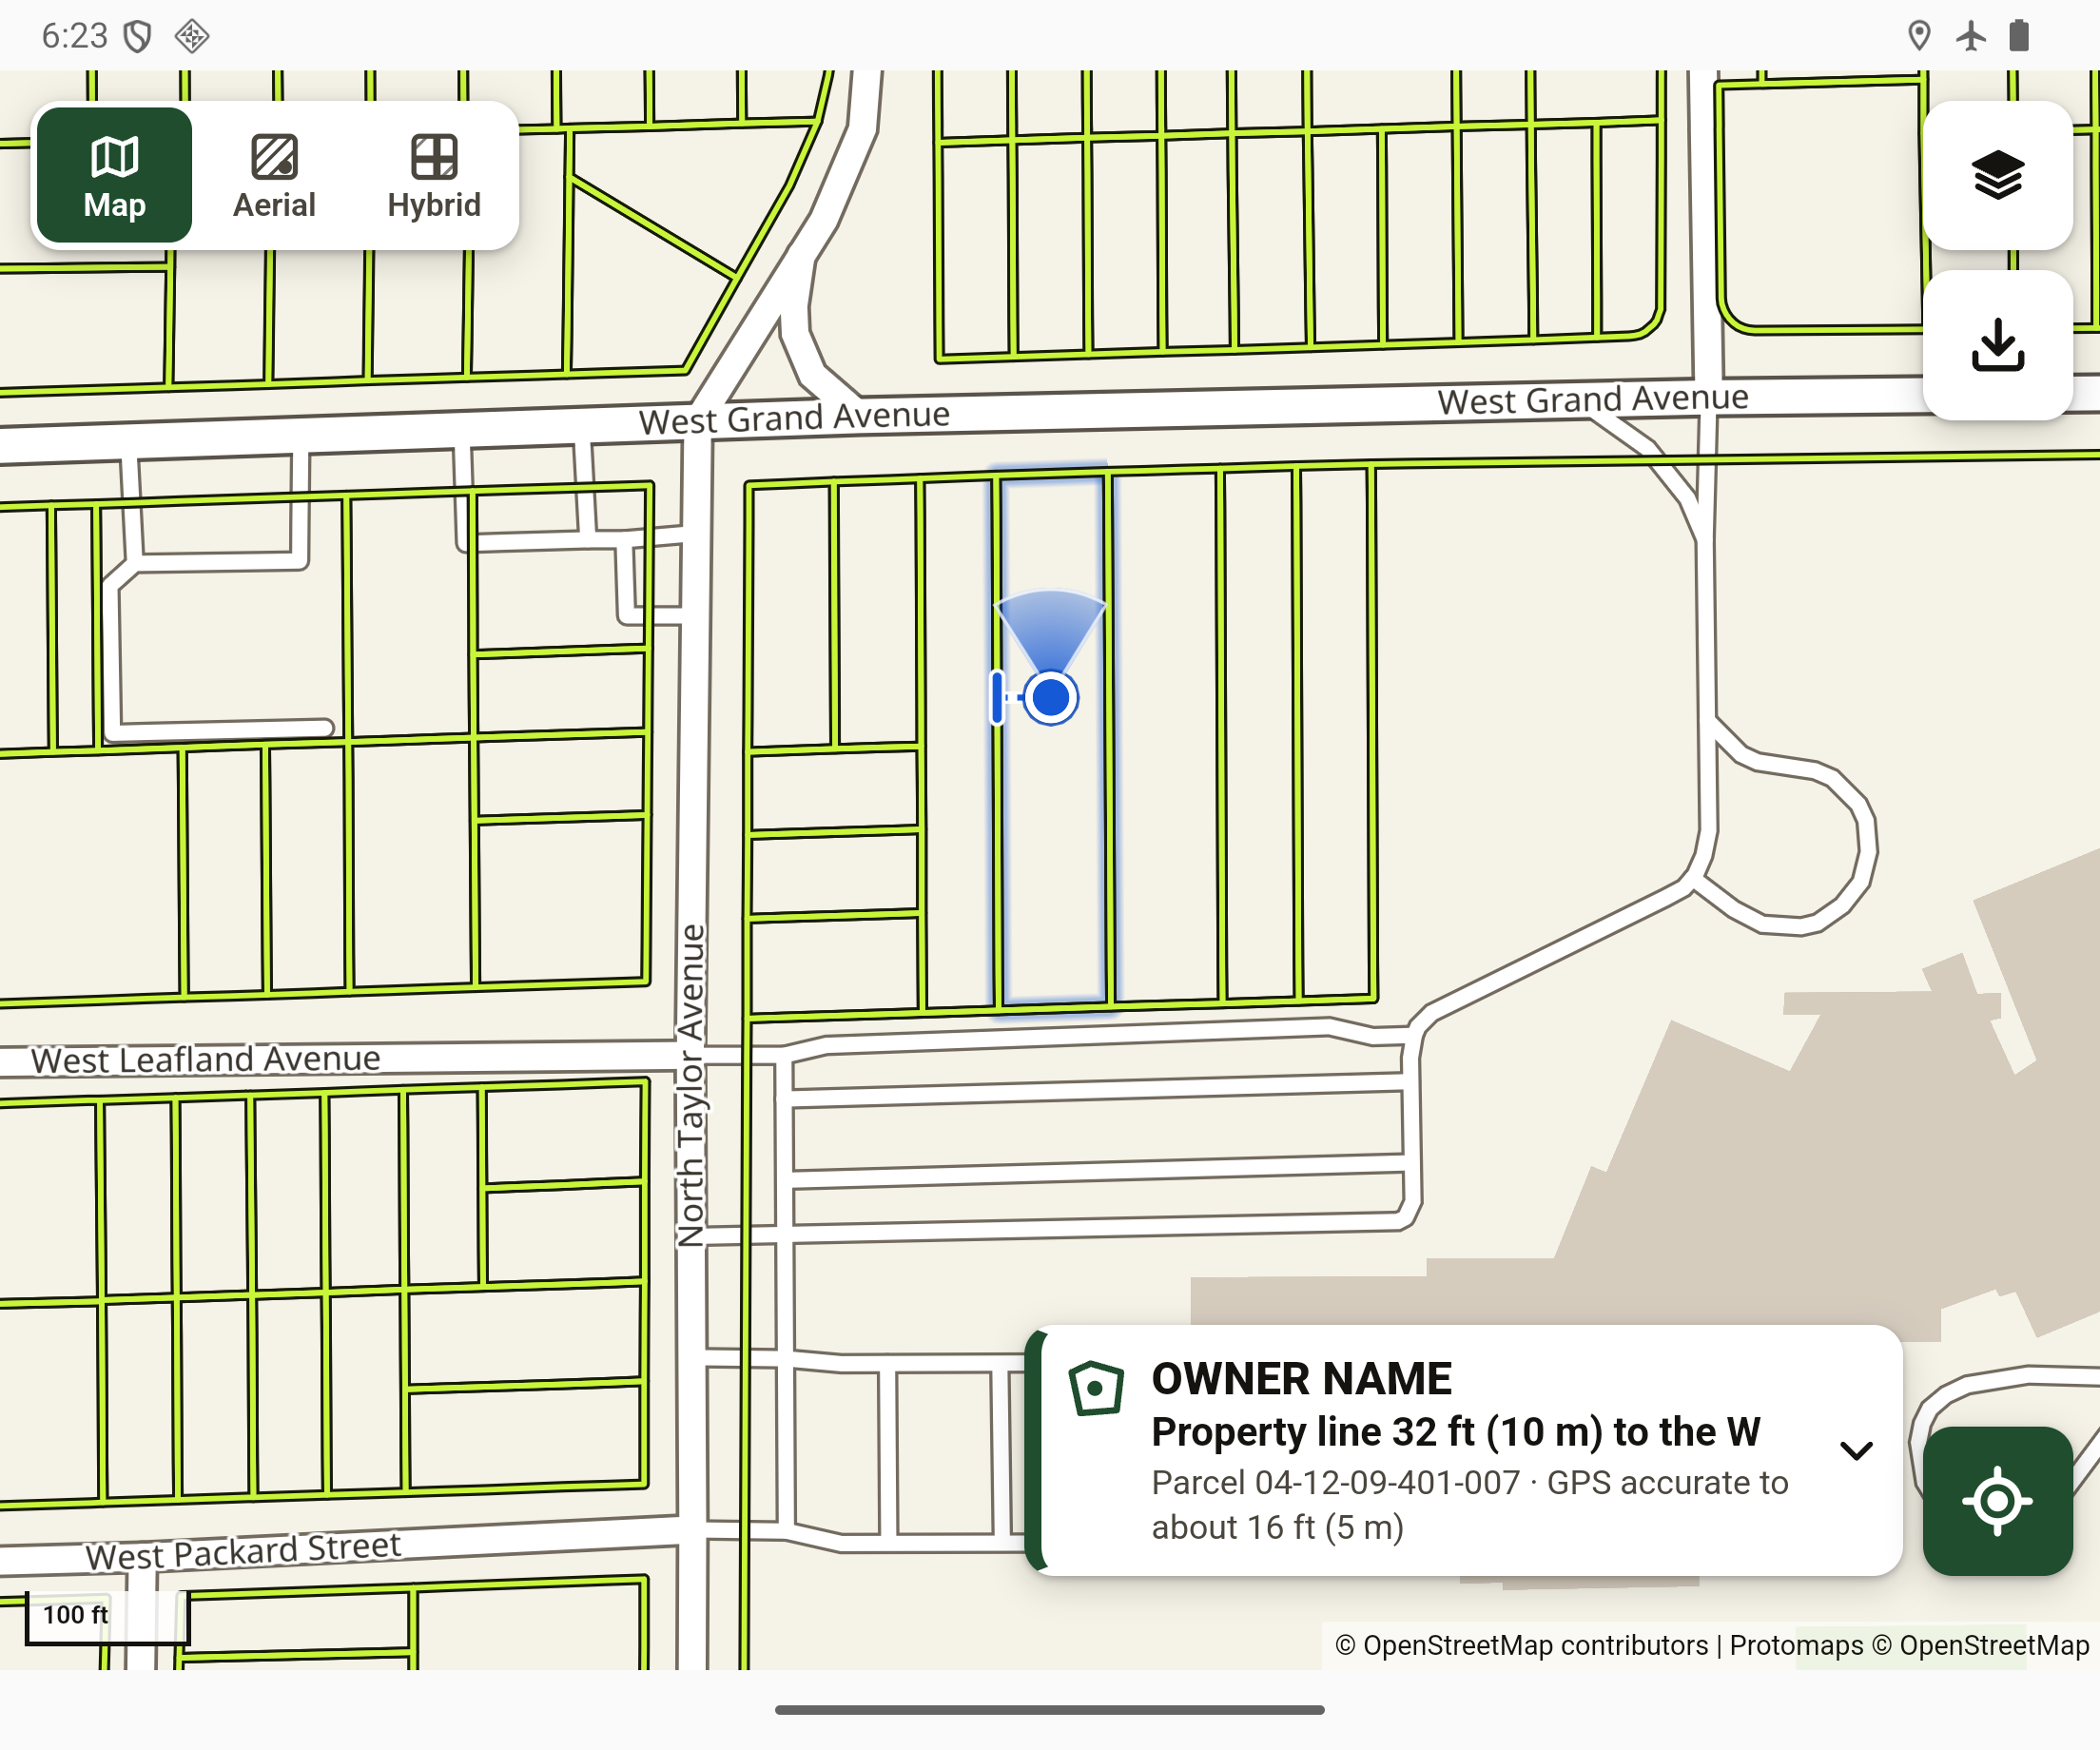 6:23
Map
Aerial
Hybrid
West Grand Avenue
West Grand Avenue
North Taylor Avenue
West Leafland Avenue
West Packard Street
OWNER NAME
Property line 32 ft (10 m) to the W
Parcel 04-12-09-401-007 · GPS accurate to
about 16 ft (5 m)
100 ft
© OpenStreetMap contributors | Protomaps © OpenStreetMap